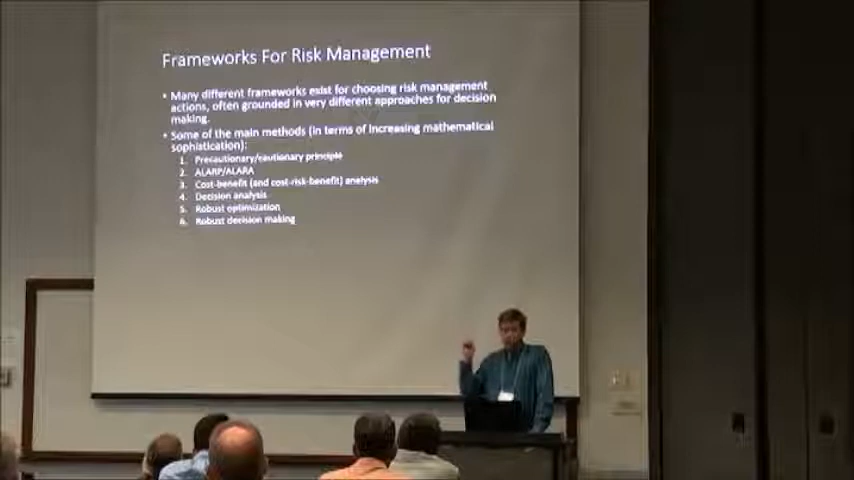 Frameworks For Risk Management
• Many different frameworks exist for choosing risk management
actions, often grounded in very different approaches for decision
making.
• Some of the main methods (in terms of increasing mathematical
sophistication):
1. Precautionary/cautionary principle
2. ALARP/ALARA
3. Cost-benefit (and cost-risk-benefit) analysis
4. Decision analysis
5. Robust optimization
6. Robust decision making